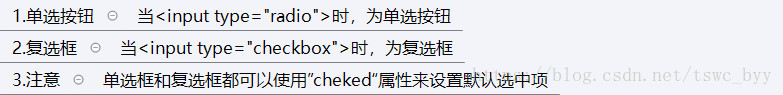 1.单选按钮 当<input type="radio">时，为单选按钮
2.复选框 当<input type="checkbox">时，为复选框
3.注意 单选框和复选框都可以使用”cheked“属性来设置默认选中项
https://blog.csdn.net/tswc_byy